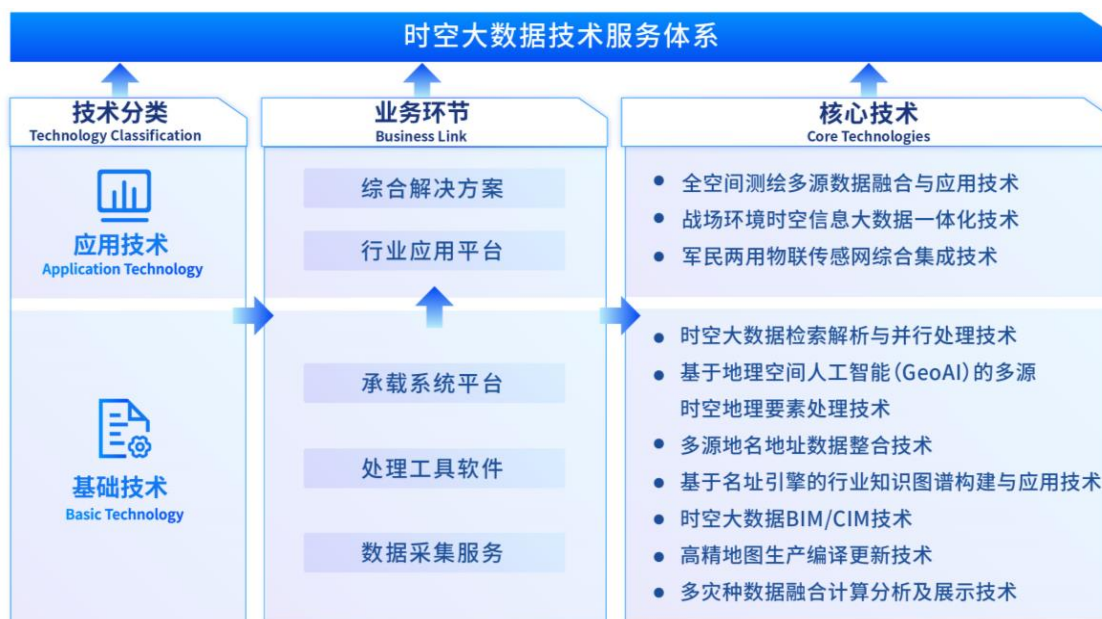 时空大数据技术服务体系
技术分类
Technology Classification
业务环节
Business Link
核心技术
Core Technologies
应用技术
Application Technology
综合解决方案
行业应用平台
全空间测绘多源数据融合与应用技术
战场环境时空信息大数据一体化技术
军民两用物联传感网综合集成技术
基础技术
Basic Technology
承载系统平台
处理工具软件
数据采集服务
时空大数据检索解析与并行处理技术
基于地理空间人工智能(GeoAI)的多源
时空地理要素处理技术
多源地名地址数据整合技术
基于名址引擎的行业知识图谱构建与应用技术
时空大数据BIM/CIM技术
高精地图生产编译更新技术
多灾种数据融合计算分析及展示技术